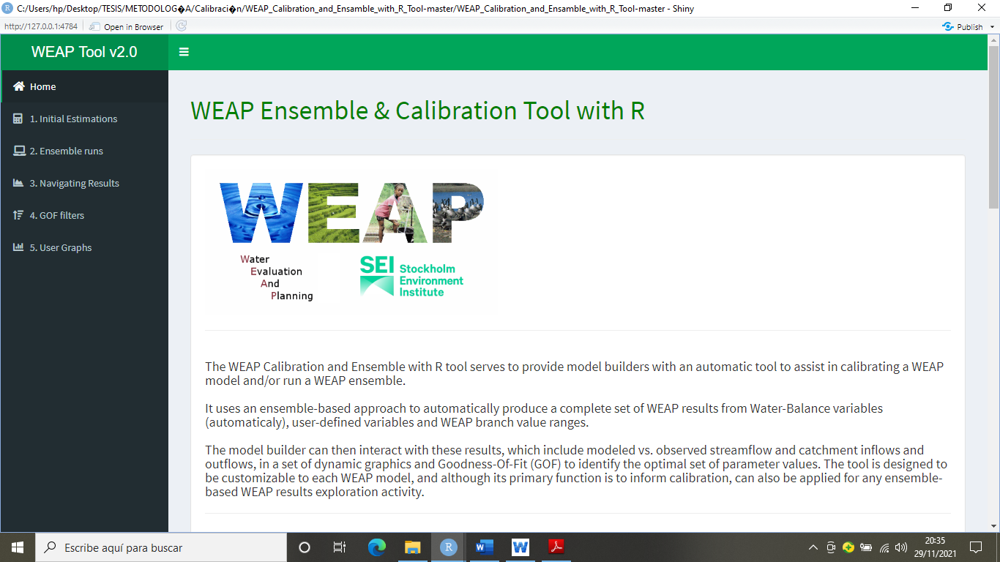 C:/Users/hp/Desktop/TESIS/METODOLOG�A/Calibraci�n/WEAP_Calibration_and_Ensamble_with_R_Tool-master/WEAP_Calibration_and_Ensamble_with_R_Tool-master - Shiny
http://127.0.0.1:4784 Open in Browser Publish
WEAP Tool v2.0
Home
1. Initial Estimations
2. Ensemble runs
3. Navigating Results
4. GOF filters
5. User Graphs
WEAP Ensemble & Calibration Tool with R
WEAP
Water
Evaluation
And
Planning
SEI Stockholm
Environment
Institute
The WEAP Calibration and Ensemble with R tool serves to provide model builders with an automatic tool to assist in calibrating a WEAP
model and/or run a WEAP ensemble.
It uses an ensemble-based approach to automatically produce a complete set of WEAP results from Water-Balance variables
(automaticaly), user-defined variables and WEAP branch value ranges.
The model builder can then interact with these results, which include modeled vs. observed streamflow and catchment inflows and
outflows, in a set of dynamic graphics and Goodness-Of-Fit (GOF) to identify the optimal set of parameter values. The tool is designed to
be customizable to each WEAP model, and although its primary function is to inform calibration, can also be applied for any ensemble-
based WEAP results exploration activity.
Escribe aquí para buscar
20:35
29/11/2021